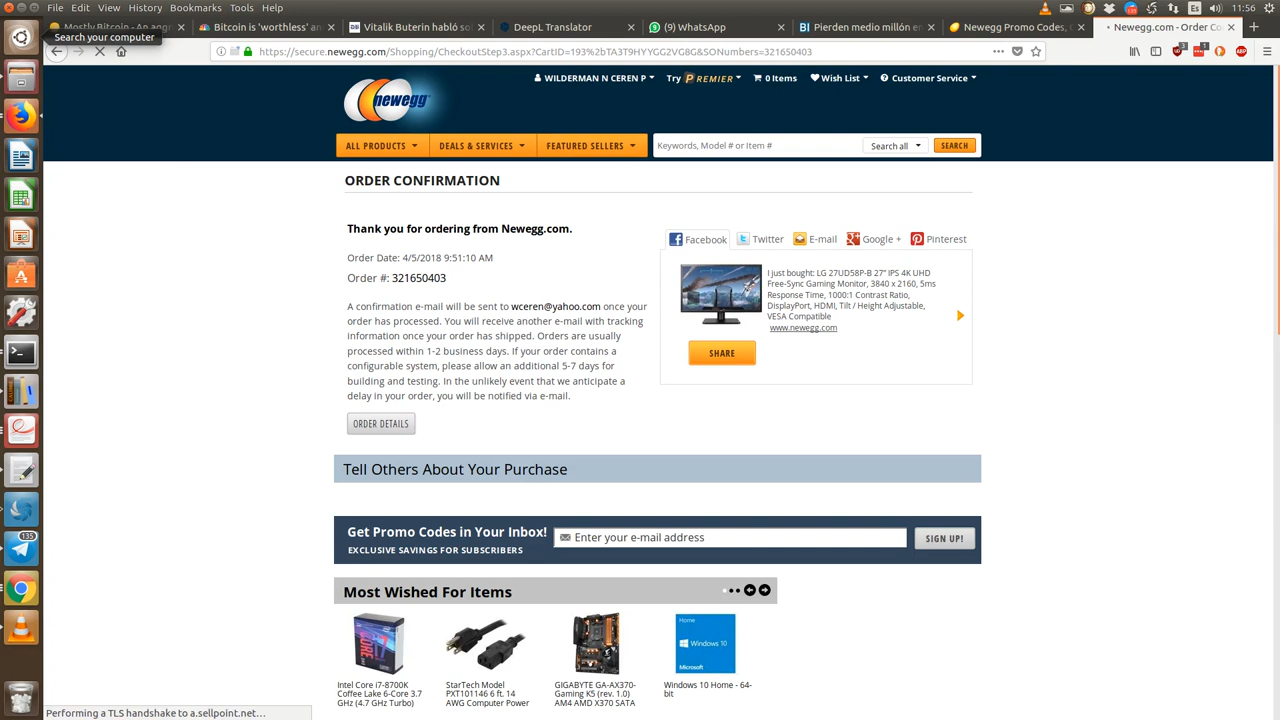 File Edit View History Bookmarks Tools Help
11:56
Mostly Bitcoin - An angr
Bitcoin is 'worthless' an
Vitalik Buterin habló so
DeepL Translator
(9) WhatsApp
Pierden medio millón en
Newegg Promo Codes, C
Newegg.com - Order Co
Search your computer
https://secure.newegg.com/Shopping/CheckoutStep3.aspx?CartID=193%2bTA3T9HYYGG2VG8G&SONumbers=321650403
newegg
WILDERMAN N CEREN P
Try PREMIER
0 Items
Wish List
Customer Service
ALL PRODUCTS
DEALS & SERVICES
FEATURED SELLERS
Keywords, Model # or Item #
Search all
SEARCH
ORDER CONFIRMATION
Thank you for ordering from Newegg.com.
Order Date: 4/5/2018 9:51:10 AM
Order #: 321650403
A confirmation e-mail will be sent to wceren@yahoo.com once your
order has processed. You will receive another e-mail with tracking
information once your order has shipped. Orders are usually
processed within 1-2 business days. If your order contains a
configurable system, please allow an additional 5-7 days for
building and testing. In the unlikely event that we anticipate a
delay in your order, you will be notified via e-mail.
ORDER DETAILS
Facebook
Twitter
E-mail
Google +
Pinterest
I just bought: LG 27UD58P-B 27" IPS 4K UHD
Free-Sync Gaming Monitor, 3840 x 2160, 5ms
Response Time, 1000:1 Contrast Ratio,
DisplayPort, HDMI, Tilt / Height Adjustable,
VESA Compatible
www.newegg.com
SHARE
Tell Others About Your Purchase
Get Promo Codes in Your Inbox!
EXCLUSIVE SAVINGS FOR SUBSCRIBERS
Enter your e-mail address
SIGN UP!
Most Wished For Items
Intel Core i7-8700K
Coffee Lake 6-Core 3.7
GHz (4.7 GHz Turbo)
StarTech Model
PXT101146 6 ft. 14
AWG Computer Power
GIGABYTE GA-AX370-
Gaming K5 (rev. 1.0)
AM4 AMD X370 SATA
Windows 10 Home - 64-
bit
Home
Windows 10
Microsoft
135
Performing a TLS handshake to a.sellpoint.net…